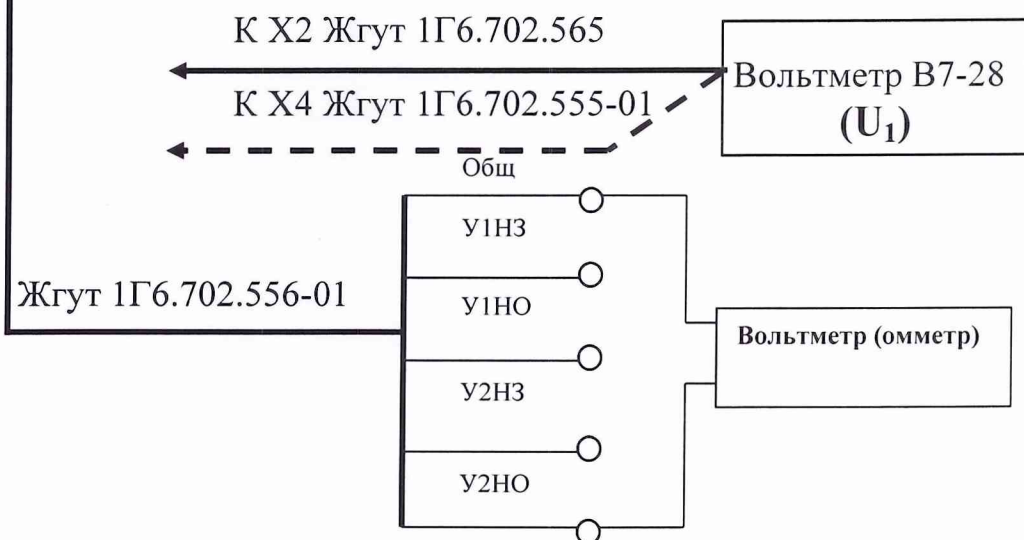 К Х2 Жгут 1Г6.702.565
Вольтметр В7-28
(U₁)
К Х4 Жгут 1Г6.702.555-01
Общ
У1НЗ
У1НО
У2НЗ
У2НО
Жгут 1Г6.702.556-01
Вольтметр (омметр)